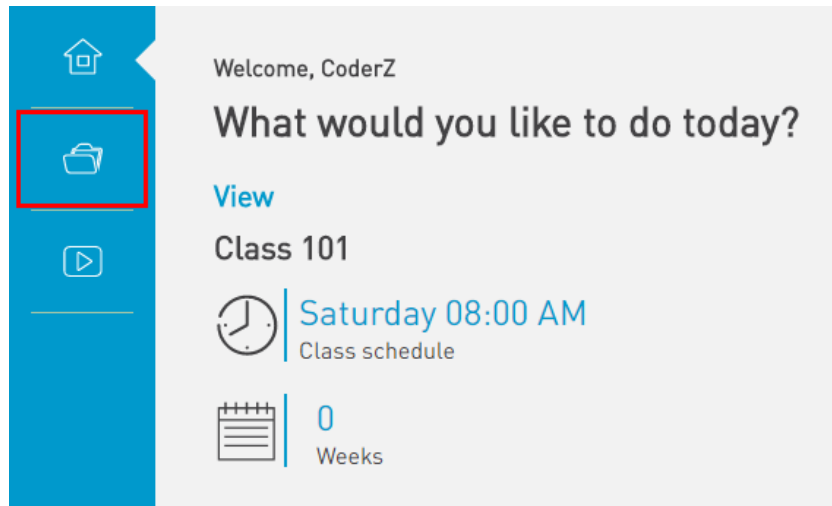 Welcome, CoderZ
What would you like to do today?
View
Class 101
Saturday 08:00 AM
Class schedule
0
Weeks